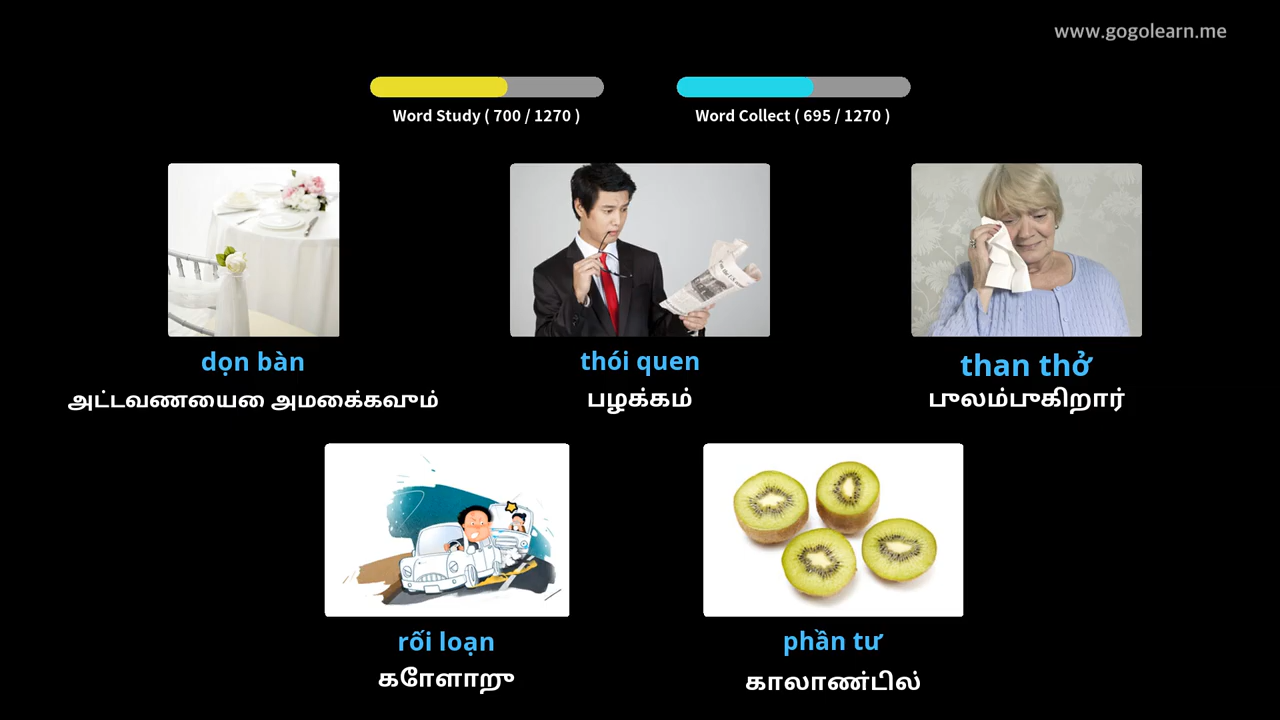 www.gogolearn.me
Word Study ( 700 / 1270 )
Word Collect ( 695 / 1270 )
dọn bàn
அட்டவணையை அமைக்கவும்
thói quen
பழக்கம்
than thở
புலம்புகிறார்
rối loạn
கோளாறு
phần tư
காலாண்டில்